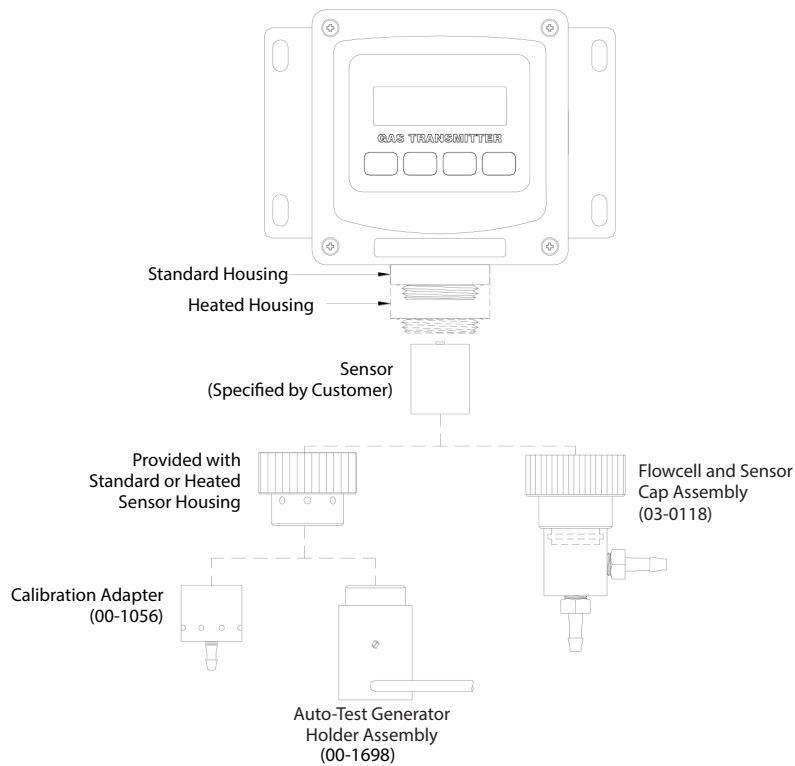 GAS TRANSMITTER
Standard Housing
Heated Housing
Sensor
(Specified by Customer)
Provided with
Standard or Heated
Sensor Housing
Flowcell and Sensor
Cap Assembly
(03-0118)
Calibration Adapter
(00-1056)
Auto-Test Generator
Holder Assembly
(00-1698)